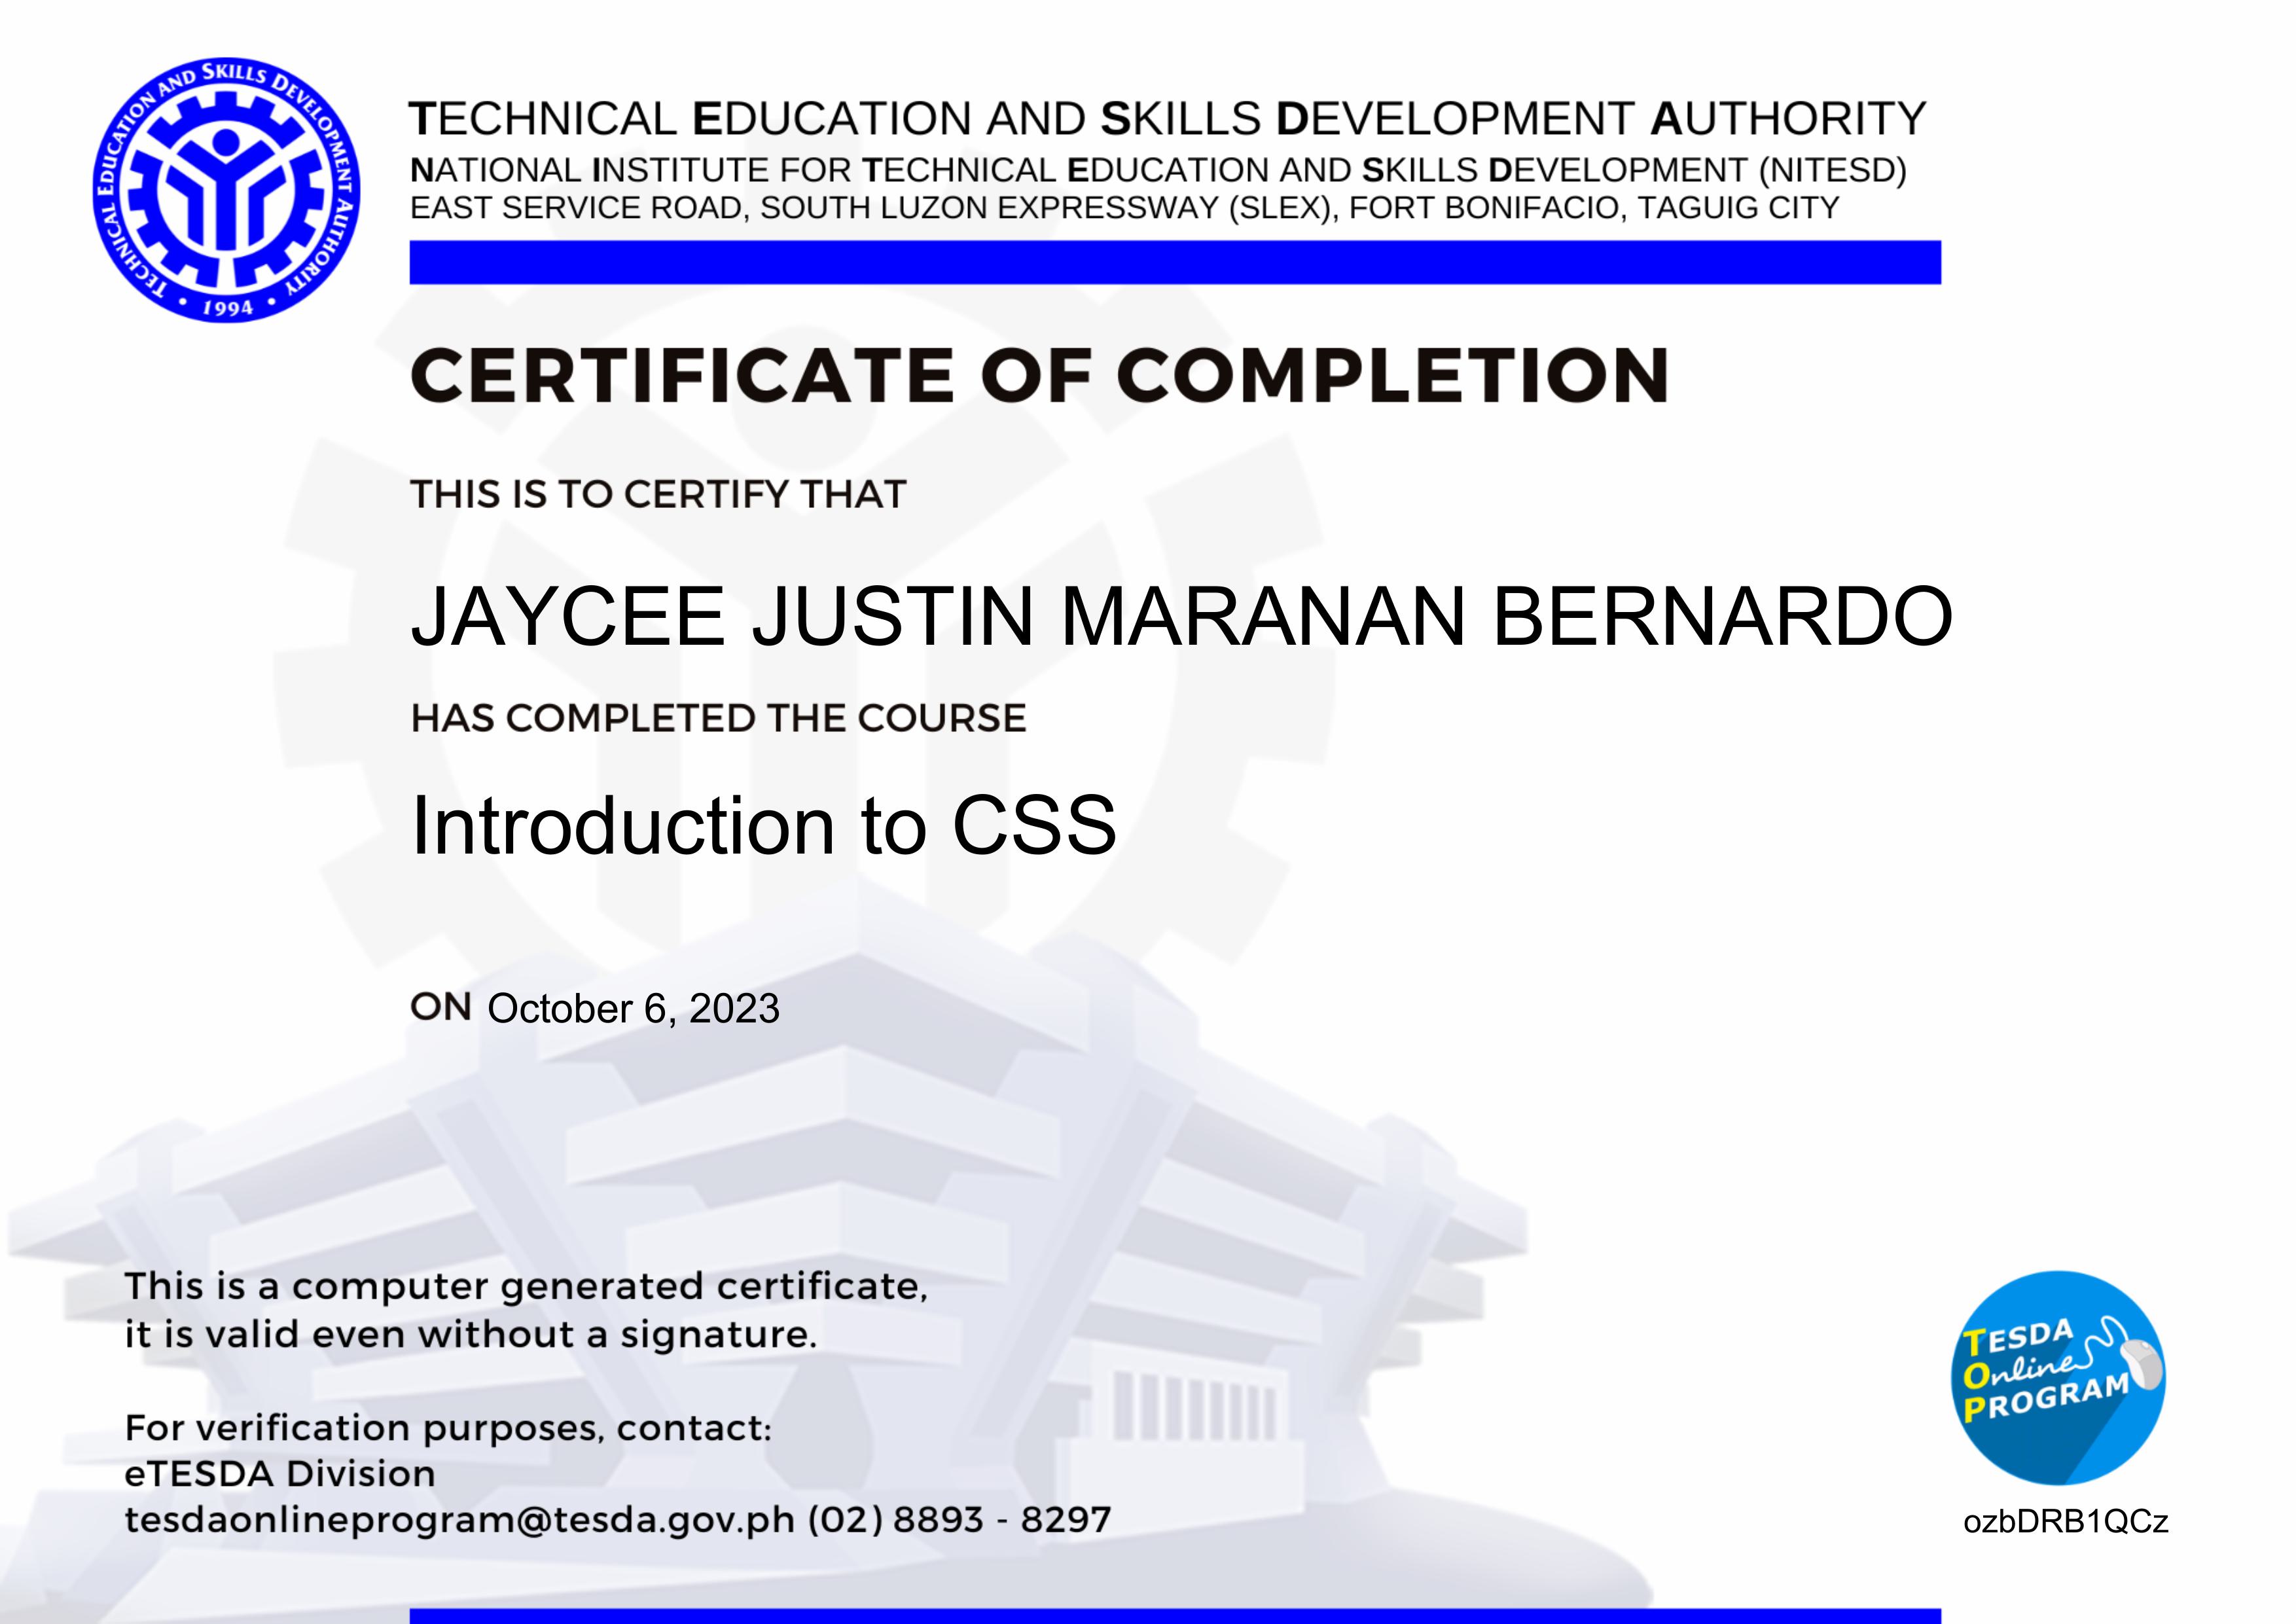 TECHNICAL EDUCATION AND SKILLS DEVELOPMENT AUTHORITY
• 1994 •
TECHNICAL EDUCATION AND SKILLS DEVELOPMENT AUTHORITY
NATIONAL INSTITUTE FOR TECHNICAL EDUCATION AND SKILLS DEVELOPMENT (NITESD)
EAST SERVICE ROAD, SOUTH LUZON EXPRESSWAY (SLEX), FORT BONIFACIO, TAGUIG CITY
CERTIFICATE OF COMPLETION
THIS IS TO CERTIFY THAT
JAYCEE JUSTIN MARANAN BERNARDO
HAS COMPLETED THE COURSE
Introduction to CSS
ON October 6, 2023
This is a computer generated certificate,
it is valid even without a signature.
For verification purposes, contact:
eTESDA Division
tesdaonlineprogram@tesda.gov.ph (02) 8893 - 8297
TESDA
Online
PROGRAM
ozbDRB1QCz